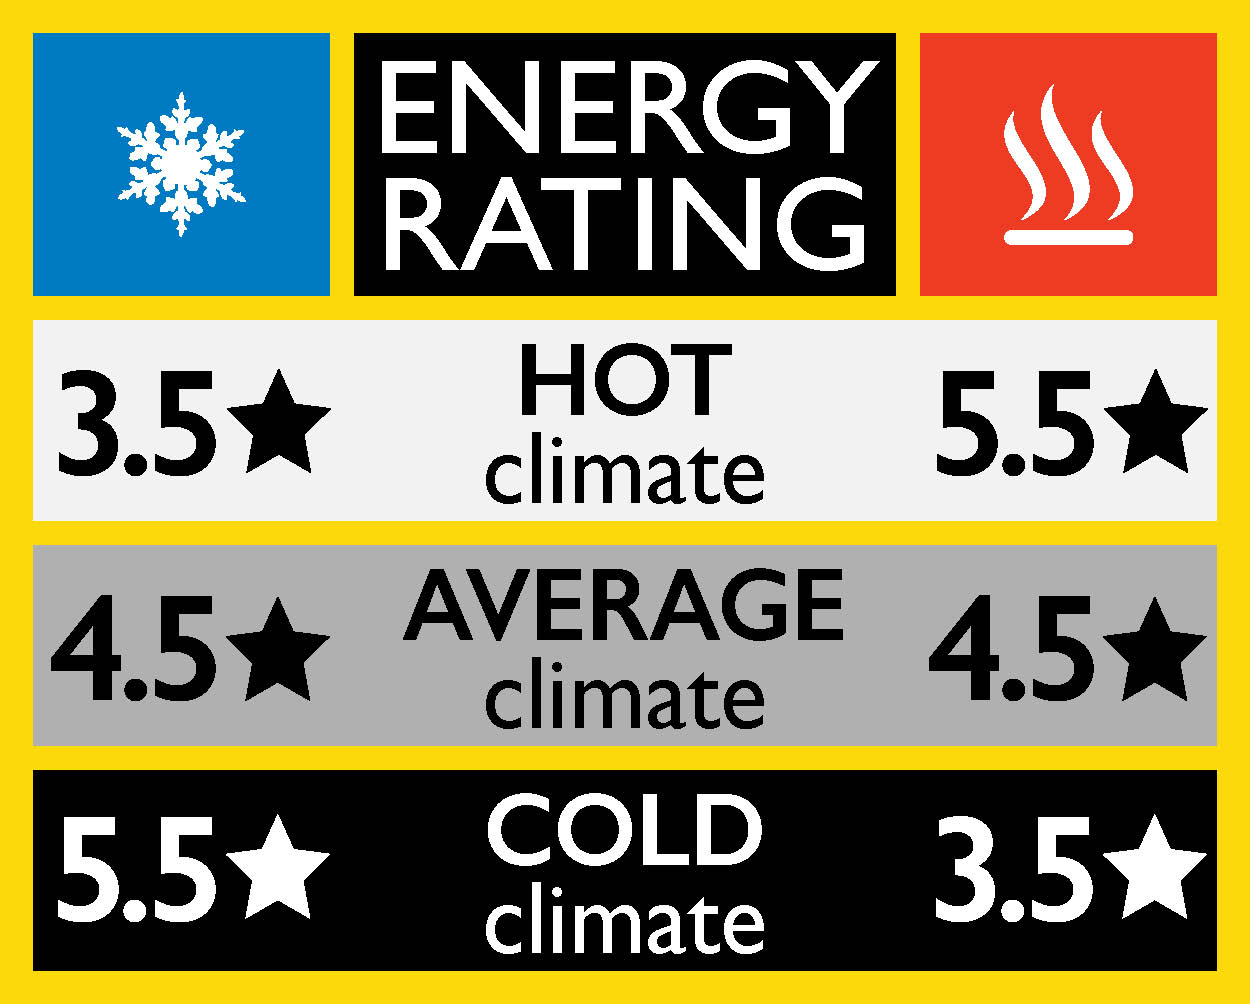 ENERGY
RATING
3.5★ HOT 5.5★
climate
4.5★ AVERAGE 4.5★
climate
5.5★ COLD 3.5★
climate